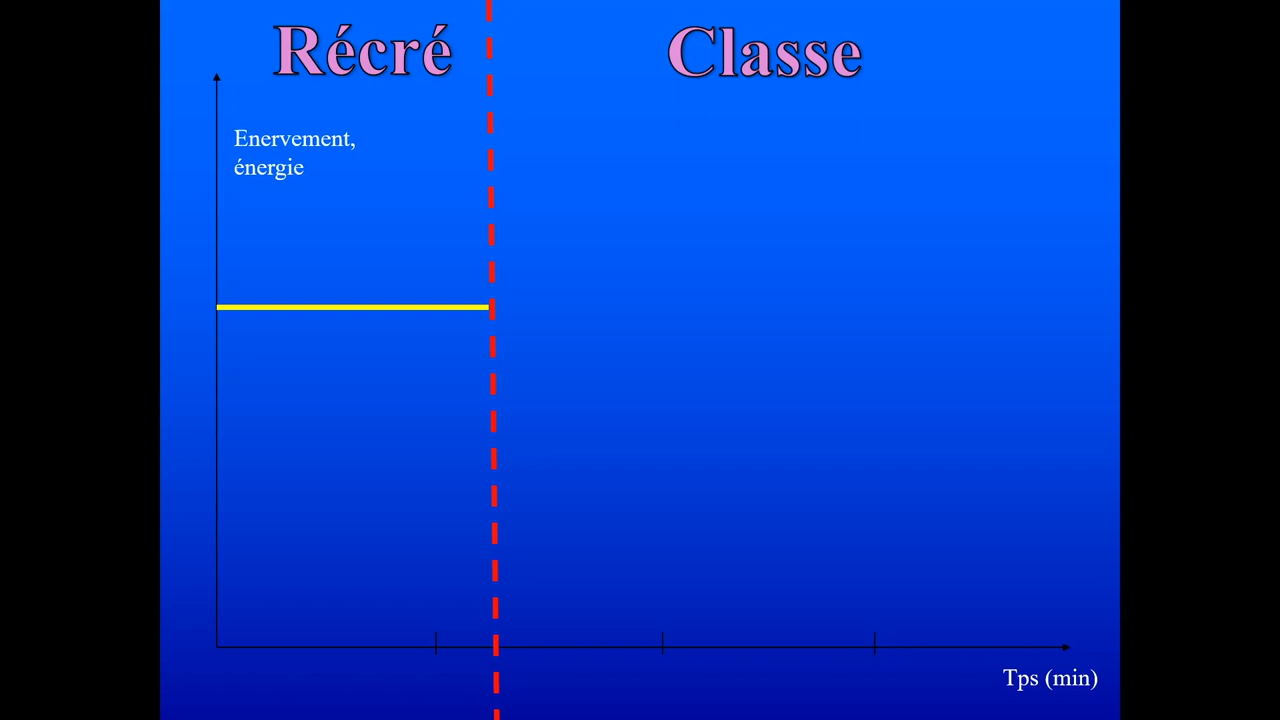 Récré
Classe
Enervement,
énergie
Tps (min)